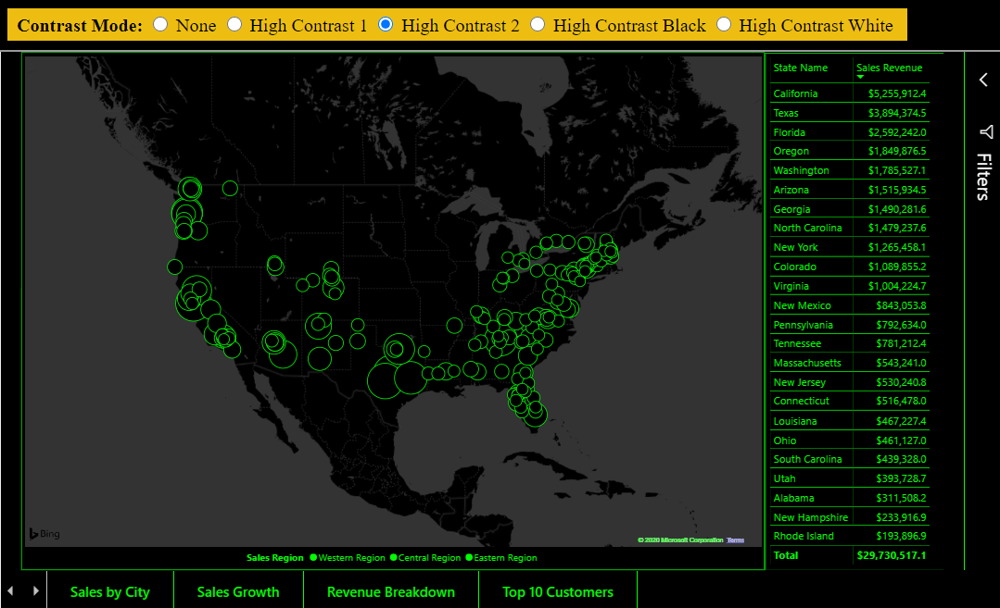 Contrast Mode: None High Contrast 1 High Contrast 2 High Contrast Black High Contrast White
State Name Sales Revenue
California $5,255,912.4
Texas $3,894,374.5
Florida $2,592,242.0
Oregon $1,849,876.5
Washington $1,785,527.1
Arizona $1,515,934.5
Georgia $1,490,281.6
North Carolina $1,479,237.6
New York $1,265,458.1
Colorado $1,089,855.2
Virginia $1,004,224.7
New Mexico $843,053.8
Pennsylvania $792,634.0
Tennessee $781,212.4
Massachusetts $543,241.0
New Jersey $530,240.8
Connecticut $516,478.0
Louisiana $467,227.4
Ohio $461,127.0
South Carolina $439,328.0
Utah $393,728.7
Alabama $311,508.2
New Hampshire $233,916.9
Rhode Island $193,896.9
Total $29,730,517.1
Filters
Bing
© 2020 Microsoft Corporation Terms
Sales Region Western Region Central Region Eastern Region
Sales by City Sales Growth Revenue Breakdown Top 10 Customers